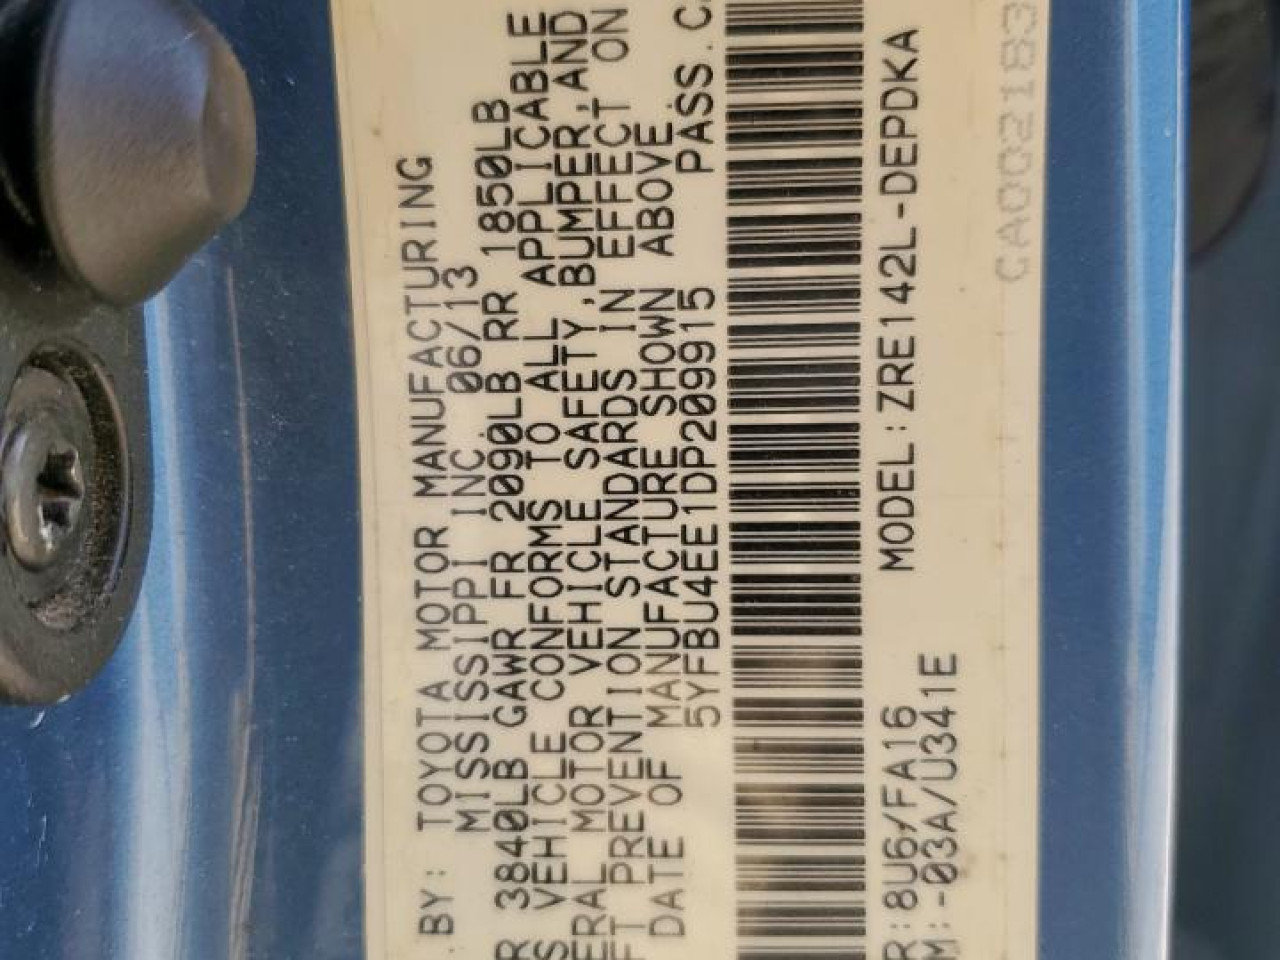 .BY: TOYOTA MOTOR MANUFACTURING
MISSISSIPPI INC. 06/13
R 3840LB GAWR FR 2090LB RR 1850LB
S VEHICLE CONFORMS TO ALL APPLICABLE
ERAL MOTOR VEHICLE SAFETY,BUMPER,AND
FT PREVENTION STANDARDS IN EFFECT ON
DATE OF MANUFACTURE SHOWN ABOVE
5YFBU4EE1DP209915 PASS.C
R:8U6/FA16 MODEL:ZRE142L-DEPDKA
M:-03A/U341E
CA002183